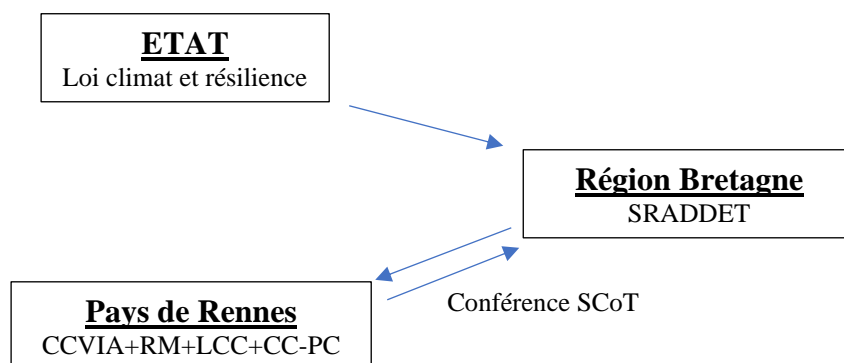 ETAT
Loi climat et résilience
Région Bretagne
SRADDET
Conférence SCoT
Pays de Rennes
CCVIA+RM+LCC+CC-PC